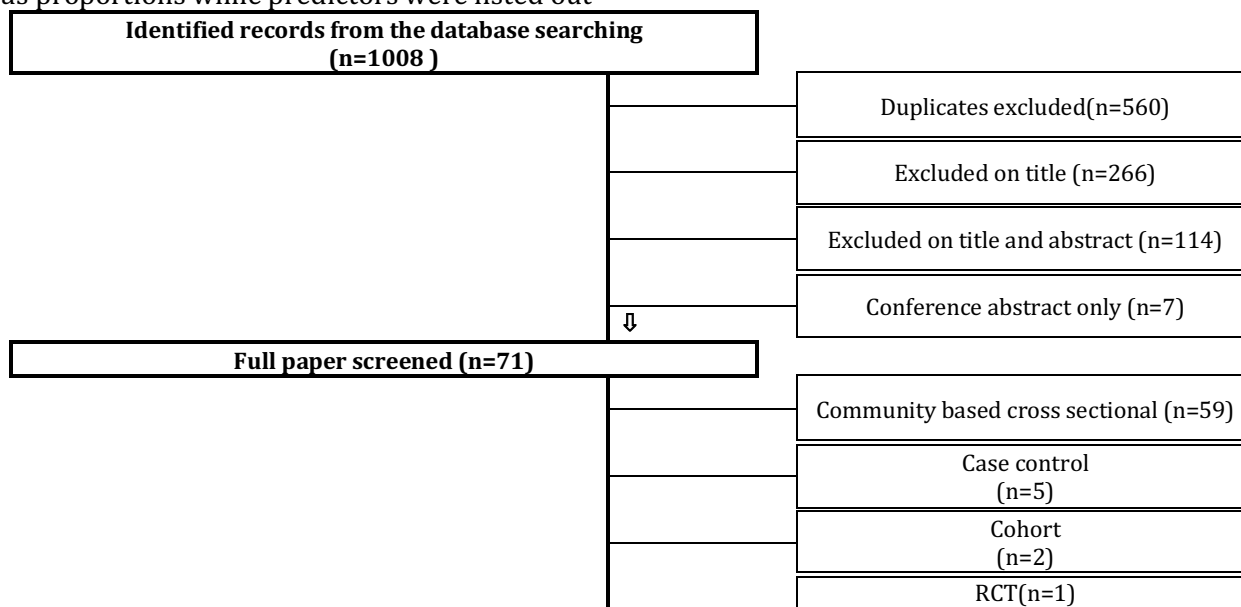 as proportions while predictors were listed out
Identified records from the database searching
(n=1008 )
Duplicates excluded(n=560)
Excluded on title (n=266)
Excluded on title and abstract (n=114)
Conference abstract only (n=7)
⇩
Full paper screened (n=71)
Community based cross sectional (n=59)
Case control
(n=5)
Cohort
(n=2)
RCT(n=1)